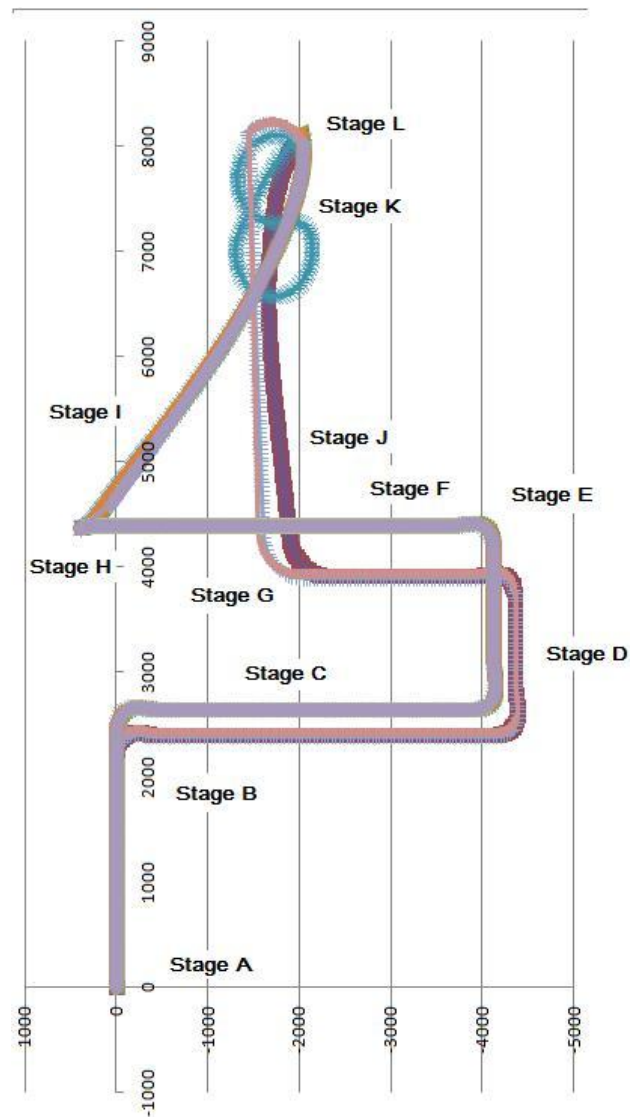 9000
Stage L
8000
Stage K
7000
6000
Stage I
Stage J
5000
Stage F
Stage E
Stage H
4000
Stage G
Stage D
Stage C
3000
2000
Stage B
1000
Stage A
0
1000
0
-1000
-2000
-3000
-4000
-5000
-1000